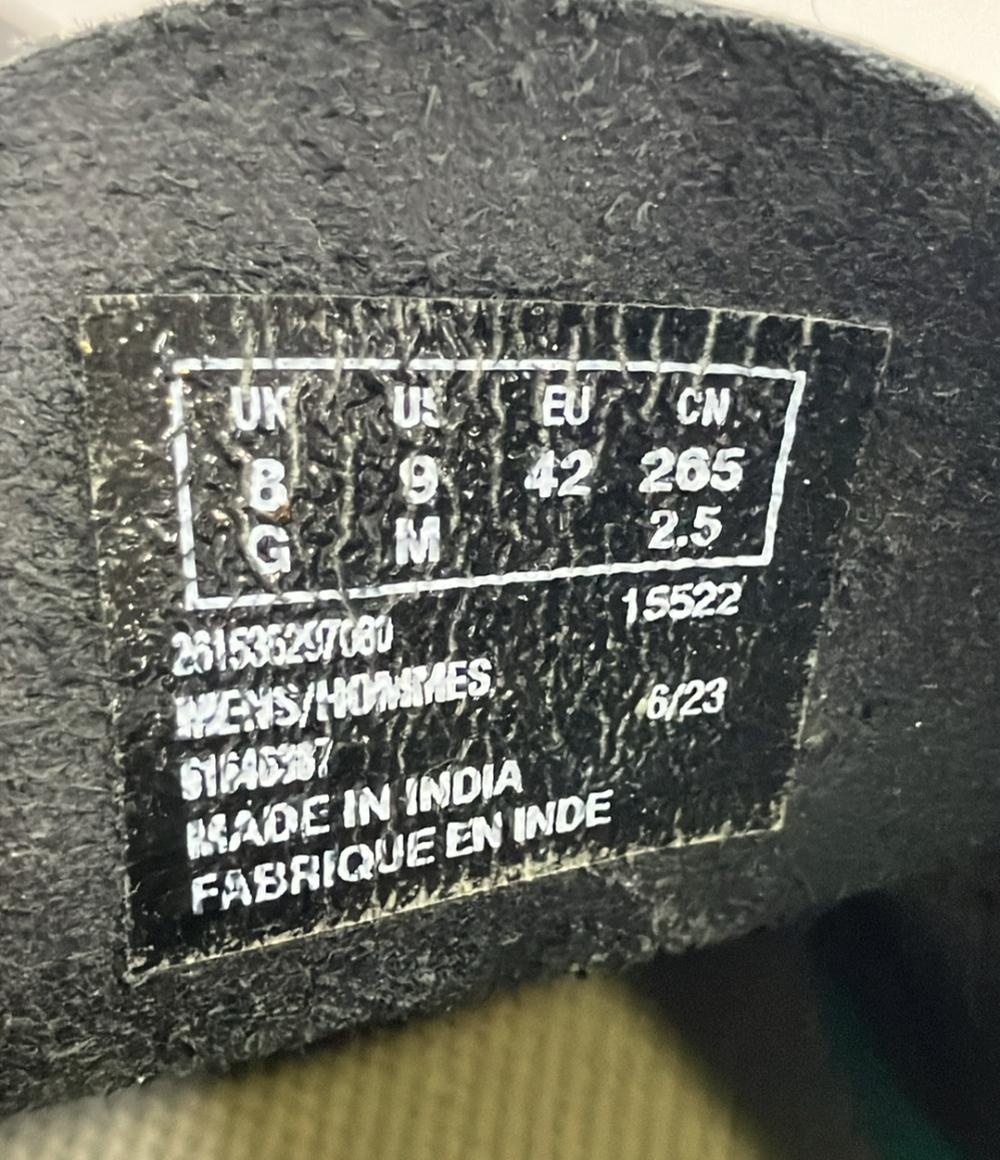 UK US EU CN
8 9 42 265
G M 2.5
15522
261535297080
MENS/HOMMES 6/23
MADE IN INDIA
FABRIQUE EN INDE